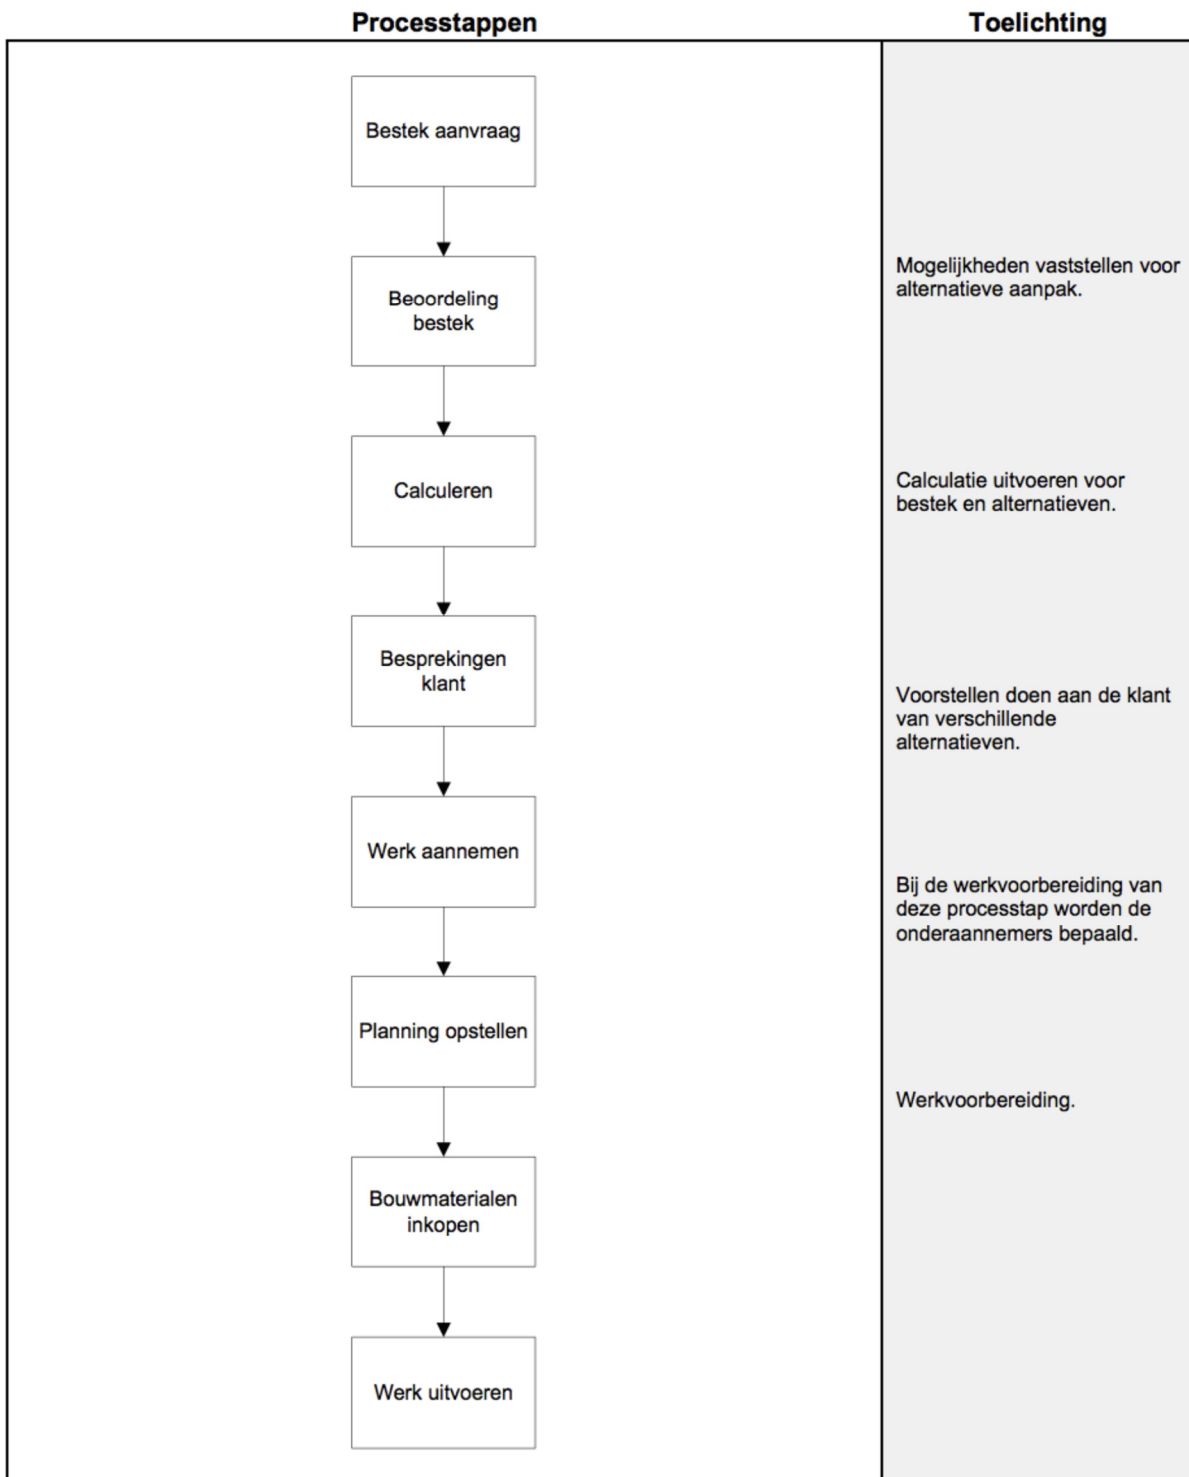 Processtappen
Toelichting
Bestek aanvraag
Beoordeling
bestek
Mogelijkheden vaststellen voor
alternatieve aanpak.
Calculeren
Calculatie uitvoeren voor
bestek en alternatieven.
Besprekingen
klant
Voorstellen doen aan de klant
van verschillende
alternatieven.
Werk aannemen
Bij de werkvoorbereiding van
deze processtap worden de
onderaannemers bepaald.
Planning opstellen
Werkvoorbereiding.
Bouwmaterialen
inkopen
Werk uitvoeren